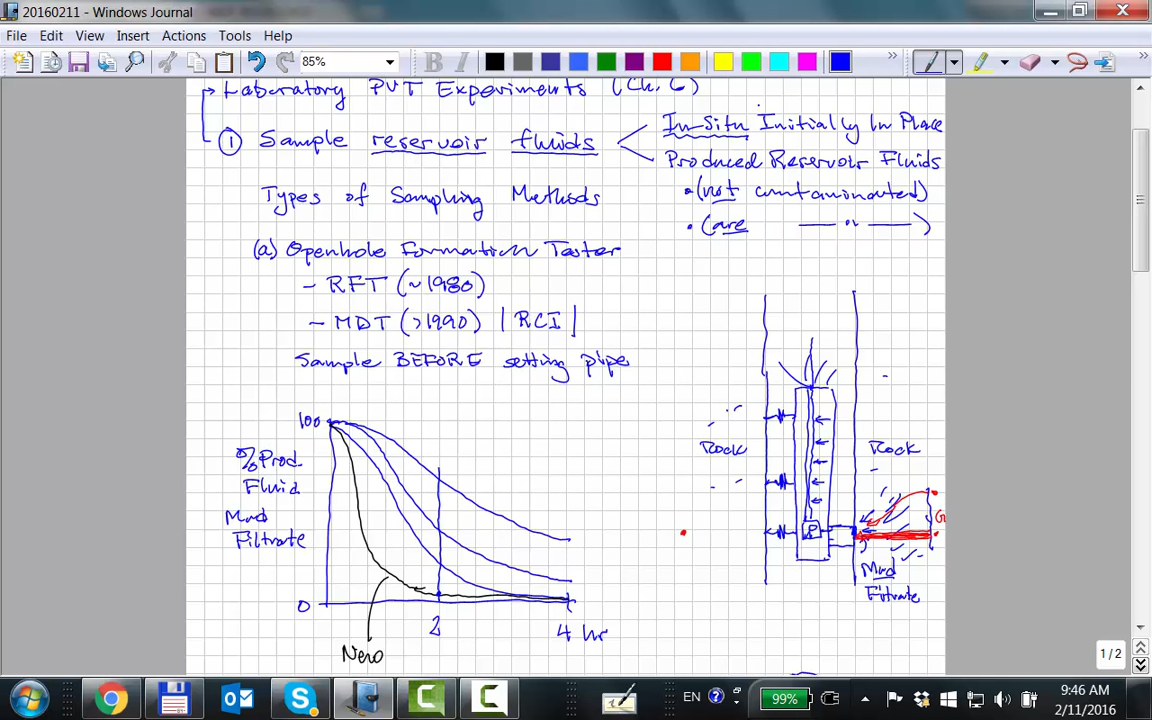 20160211 - Windows Journal
File Edit View Insert Actions Tools Help
85%
Laboratory PVT Experiments (Ch. 6)
① Sample reservoir fluids
In-Situ Initially In Place
Produced Reservoir Fluids
• (not contaminated)
• (are —— " ——)
Types of Sampling Methods
(a) Openhole Formation Tester
- RFT (~1980)
- MDT (>1990) | RCI |
Sample BEFORE setting pipe
100
% Prod
Fluid
Mud
Filtrate
0
2
4 hr
Rock
Rock
P
Mud
Filtrate
1 / 2
EN
99%
9:46 AM
2/11/2016